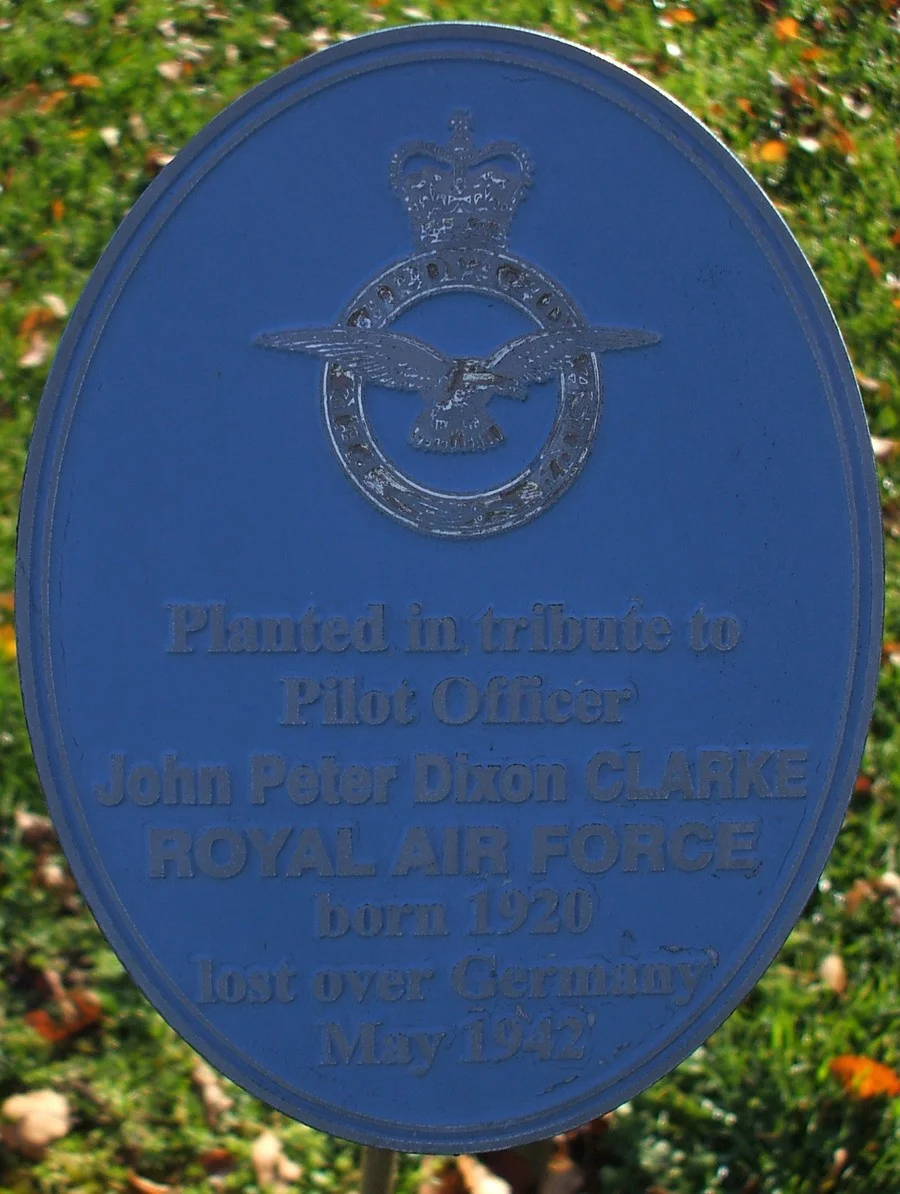 Planted in tribute to
Pilot Officer
John Peter Dixon CLARKE
ROYAL AIR FORCE
born 1920
lost over Germany
May 1942